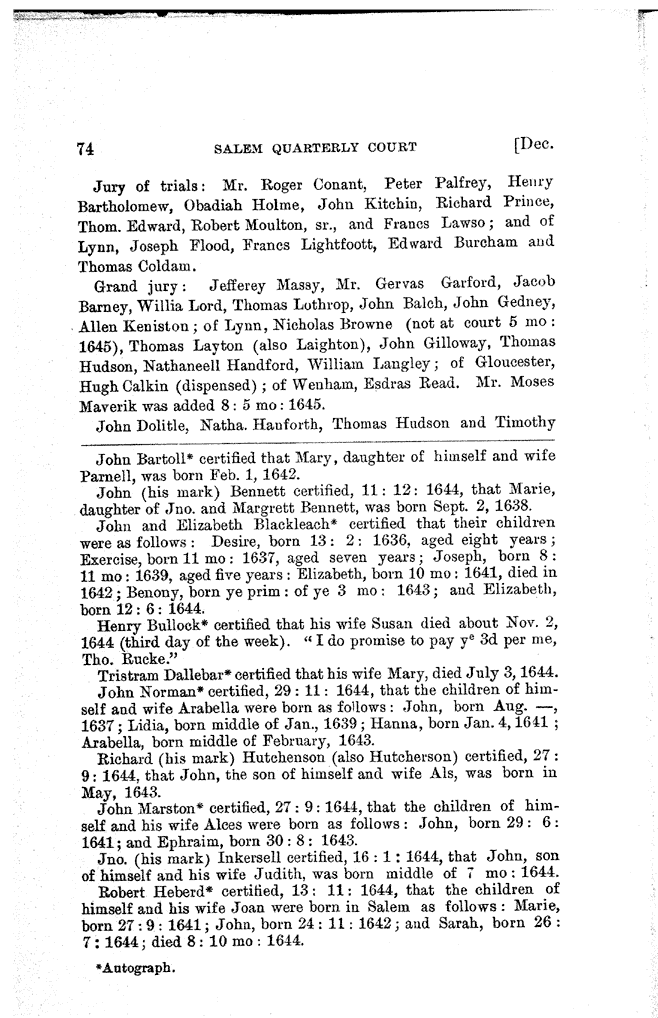 74 SALEM QUARTERLY COURT [Dec.
Jury of trials: Mr. Roger Conant, Peter Palfrey, Henry
Bartholomew, Obadiah Holme, John Kitchin, Richard Prince,
Thom. Edward, Robert Moulton, sr., and Francs Lawso; and of
Lynn, Joseph Flood, Francs Lightfoott, Edward Burcham and
Thomas Coldam.
Grand jury: Jefferey Massy, Mr. Gervas Garford, Jacob
Barney, Willia Lord, Thomas Lothrop, John Balch, John Gedney,
Allen Keniston; of Lynn, Nicholas Browne (not at court 5 mo:
1645), Thomas Layton (also Laighton), John Gilloway, Thomas
Hudson, Nathaneell Handford, William Langley; of Gloucester,
Hugh Calkin (dispensed); of Wenham, Esdras Read. Mr. Moses
Maverik was added 8: 5 mo: 1645.
John Dolitle, Natha. Hanforth, Thomas Hudson and Timothy
John Bartoll* certified that Mary, daughter of himself and wife
Parnell, was born Feb. 1, 1642.
John (his mark) Bennett certified, 11: 12: 1644, that Marie,
daughter of Jno. and Margrett Bennett, was born Sept. 2, 1638.
John and Elizabeth Blackleach* certified that their children
were as follows: Desire, born 13: 2: 1636, aged eight years;
Exercise, born 11 mo: 1637, aged seven years; Joseph, born 8:
11 mo: 1639, aged five years: Elizabeth, born 10 mo: 1641, died in
1642; Benony, born ye prim: of ye 3 mo: 1643; and Elizabeth,
born 12: 6: 1644.
Henry Bullock* certified that his wife Susan died about Nov. 2,
1644 (third day of the week). "I do promise to pay yᵉ 3d per me,
Tho. Rucke."
Tristram Dallebar* certified that his wife Mary, died July 3, 1644.
John Norman* certified, 29: 11: 1644, that the children of him-
self and wife Arabella were born as follows: John, born Aug. —,
1637; Lidia, born middle of Jan., 1639; Hanna, born Jan. 4, 1641;
Arabella, born middle of February, 1643.
Richard (his mark) Hutchenson (also Hutcherson) certified, 27:
9: 1644, that John, the son of himself and wife Als, was born in
May, 1643.
John Marston* certified, 27: 9: 1644, that the children of him-
self and his wife Alces were born as follows: John, born 29: 6:
1641; and Ephraim, born 30: 8: 1643.
Jno. (his mark) Inkersell certified, 16: 1: 1644, that John, son
of himself and his wife Judith, was born middle of 7 mo: 1644.
Robert Heberd* certified, 13: 11: 1644, that the children of
himself and his wife Joan were born in Salem as follows: Marie,
born 27: 9: 1641; John, born 24: 11: 1642; and Sarah, born 26:
7: 1644; died 8: 10 mo: 1644.
*Autograph.